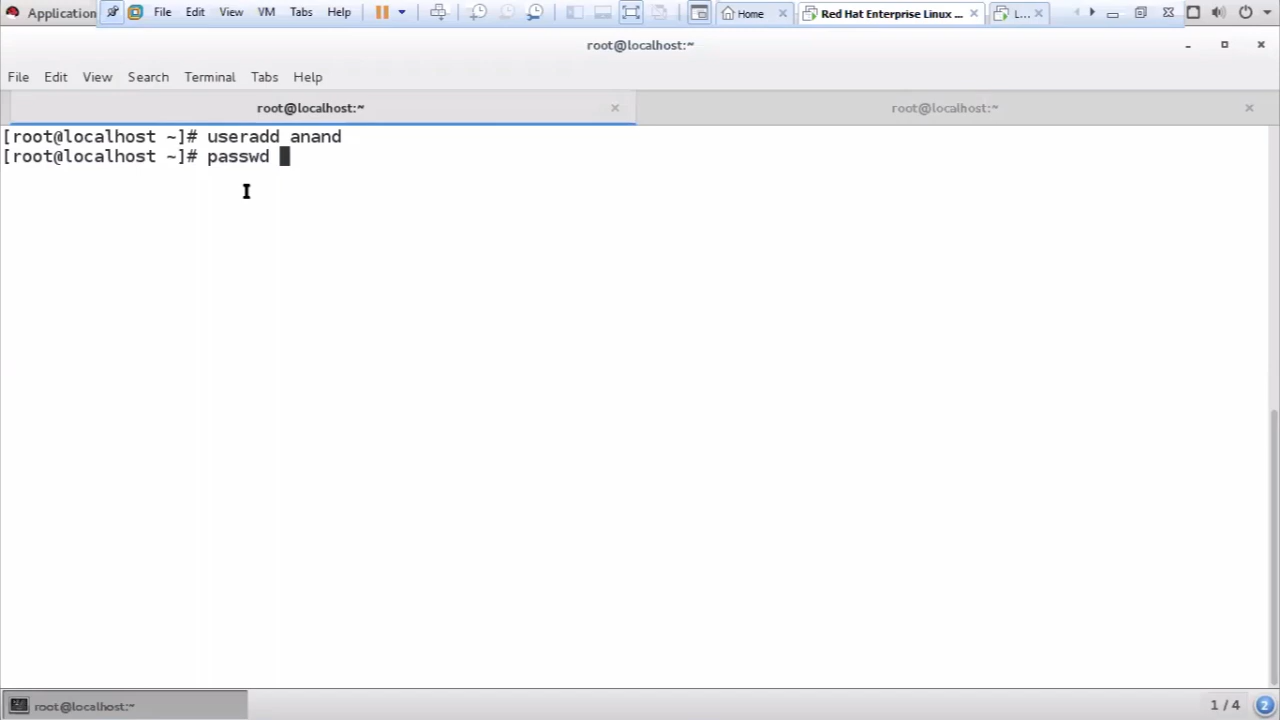 Application File Edit View VM Tabs Help Home Red Hat Enterprise Linux ... L...
root@localhost:~
File Edit View Search Terminal Tabs Help
root@localhost:~ root@localhost:~
[root@localhost ~]# useradd anand
[root@localhost ~]# passwd
root@localhost:~ 1 / 4 2